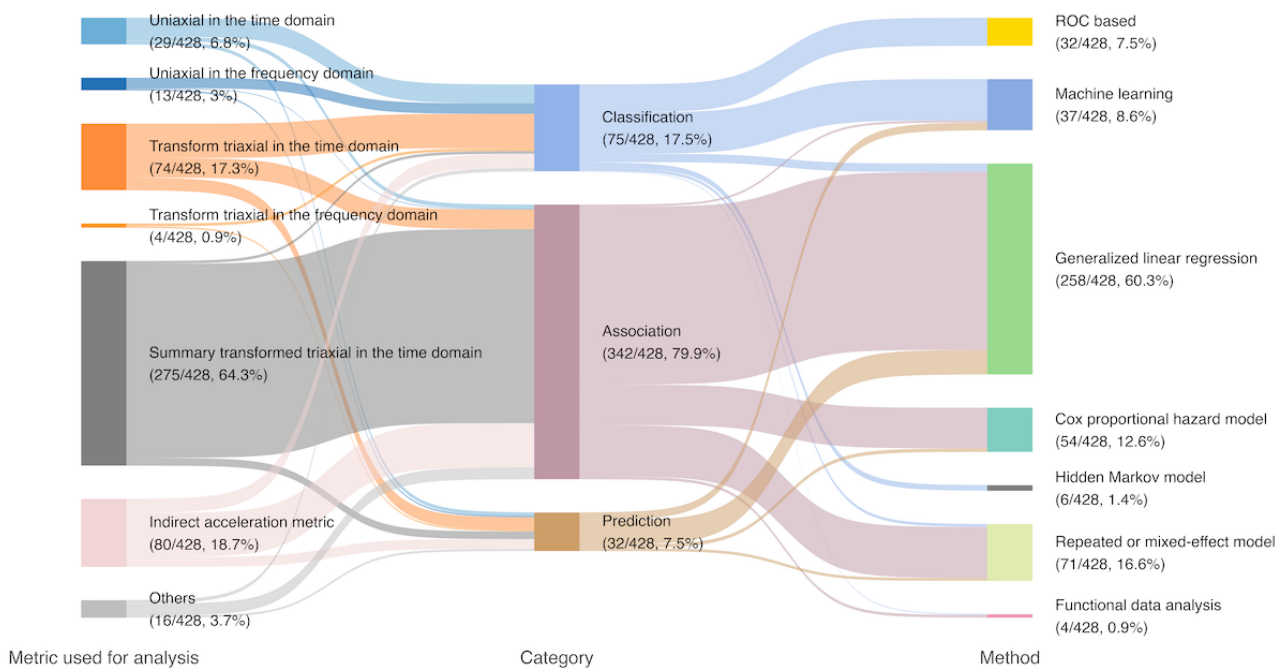 Uniaxial in the time domain
(29/428, 6.8%)
Uniaxial in the frequency domain
(13/428, 3%)
Transform triaxial in the time domain
(74/428, 17.3%)
Transform triaxial in the frequency domain
(4/428, 0.9%)
Summary transformed triaxial in the time domain
(275/428, 64.3%)
Indirect acceleration metric
(80/428, 18.7%)
Others
(16/428, 3.7%)
Metric used for analysis
Classification
(75/428, 17.5%)
Association
(342/428, 79.9%)
Prediction
(32/428, 7.5%)
Category
ROC based
(32/428, 7.5%)
Machine learning
(37/428, 8.6%)
Generalized linear regression
(258/428, 60.3%)
Cox proportional hazard model
(54/428, 12.6%)
Hidden Markov model
(6/428, 1.4%)
Repeated or mixed-effect model
(71/428, 16.6%)
Functional data analysis
(4/428, 0.9%)
Method